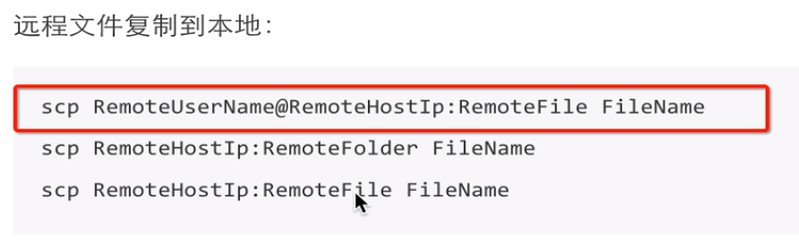 远程文件复制到本地：
scp RemoteUserName@RemoteHostIp:RemoteFile FileName
scp RemoteHostIp:RemoteFolder FileName
scp RemoteHostIp:RemoteFile FileName